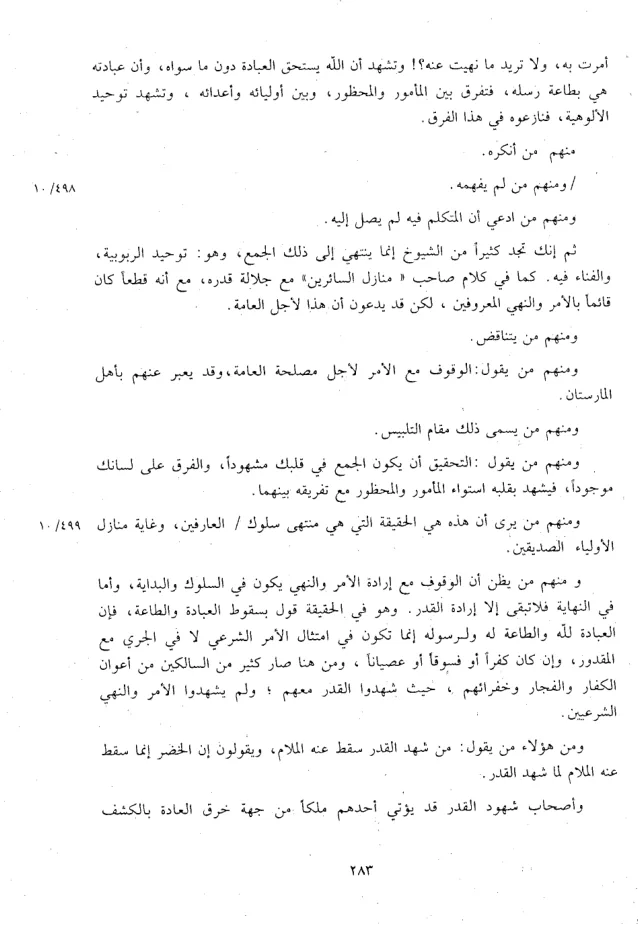 أمرت به، ولا تريد ما نهيت عنه؟! وتشهد أن الله يستحق العبادة دون ما سواه، وأن عبادته
هي بطاعة رسله، فتفرق بين المأمور والمحظور، وبين أوليائه وأعدائه ، وتشهد توحيد
الألوهية، فنازعوه في هذا الفرق.
منهم من أنكره.
/ ومنهم من لم يفهمه. ١٠/٤٩٨
ومنهم من ادعي أن المتكلم فيه لم يصل إليه.
ثم إنك تجد كثيراً من الشيوخ إنما ينتهي إلى ذلك الجمع، وهو: توحيد الربوبية،
والفناء فيه. كما في كلام صاحب « منازل السائرين» مع جلالة قدره، مع أنه قطعاً كان
قائماً بالأمر والنهي المعروفين ، لكن قد يدعون أن هذا لأجل العامة.
ومنهم من يتناقض.
ومنهم من يقول: الوقوف مع الأمر لأجل مصلحة العامة، وقد يعبر عنهم بأهل
المارستان.
ومنهم من يسمى ذلك مقام التلبيس.
ومنهم من يقول :التحقيق أن يكون الجمع في قلبك مشهوداً، والفرق على لسانك
موجوداً، فيشهد بقلبه استواء المأمور والمحظور مع تفريقه بينهما.
ومنهم من يرى أن هذه هي الحقيقة التي هي منتهى سلوك / العارفين، وغاية منازل ١٠/٤٩٩
الأولياء الصديقين.
و منهم من يظن أن الوقوف مع إرادة الأمر والنهي يكون في السلوك والبداية، وأما
في النهاية فلاتبقى إلا إرادة القدر. وهو في الحقيقة قول بسقوط العبادة والطاعة، فإن
العبادة لله والطاعة له ولرسوله إنما تكون في امتثال الأمر الشرعي لا في الجري مع
المقدور، وإن كان كفراً أو فسوقاً أو عصياناً ، ومن هنا صار كثير من السالكين من أعوان
الكفار والفجار وخفرائهم ، حيث شهدوا القدر معهم ؛ ولم يشهدوا الأمر والنهي
الشرعيين.
ومن هؤلاء من يقول: من شهد القدر سقط عنه الملام، ويقولون إن الخضر إنما سقط
عنه الملام لما شهد القدر.
وأصحاب شهود القدر قد يؤتي أحدهم ملكاً من جهة خرق العادة بالكشف
٢٨٣